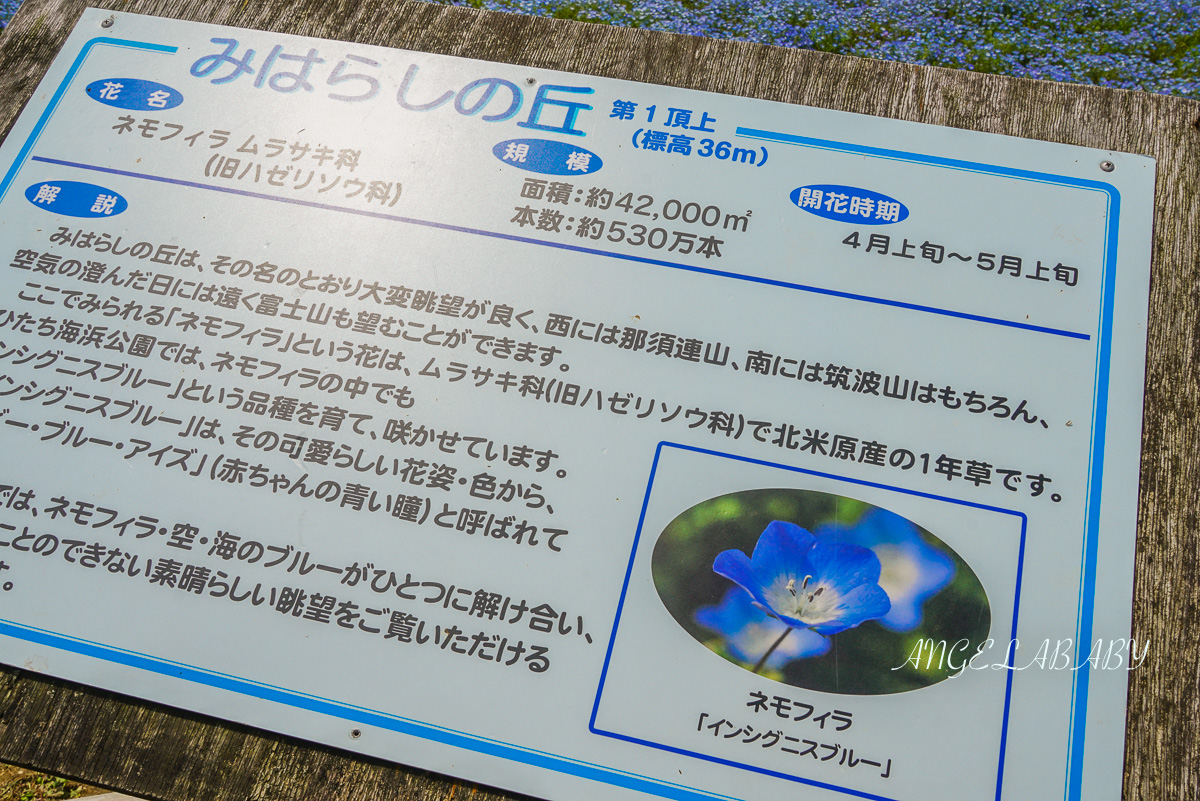 みはらしの丘 第1頂上
(標高36m)
花名
ネモフィラ ムラサキ科
(旧ハゼリソウ科)
規模
面積:約42,000㎡
本数:約530万本
開花時期
4月上旬〜5月上旬
解説
みはらしの丘は、その名のとおり大変眺望が良く、西には那須連山、南には筑波山はもちろん、
空気の澄んだ日には遠く富士山も望むことができます。
ここでみられる「ネモフィラ」という花は、ムラサキ科(旧ハゼリソウ科)で北米原産の1年草です。
ひたち海浜公園では、ネモフィラの中でも
ンシグニスブルー」という品種を育て、咲かせています。
インシグニスブルー」は、その可愛らしい花姿・色から、
ー・ブルー・アイズ」(赤ちゃんの青い瞳)と呼ばれて
では、ネモフィラ・空・海のブルーがひとつに解け合い、
ことのできない素晴らしい眺望をご覧いただける
す。
ネモフィラ
「インシグニスブルー」
ANGELABABY